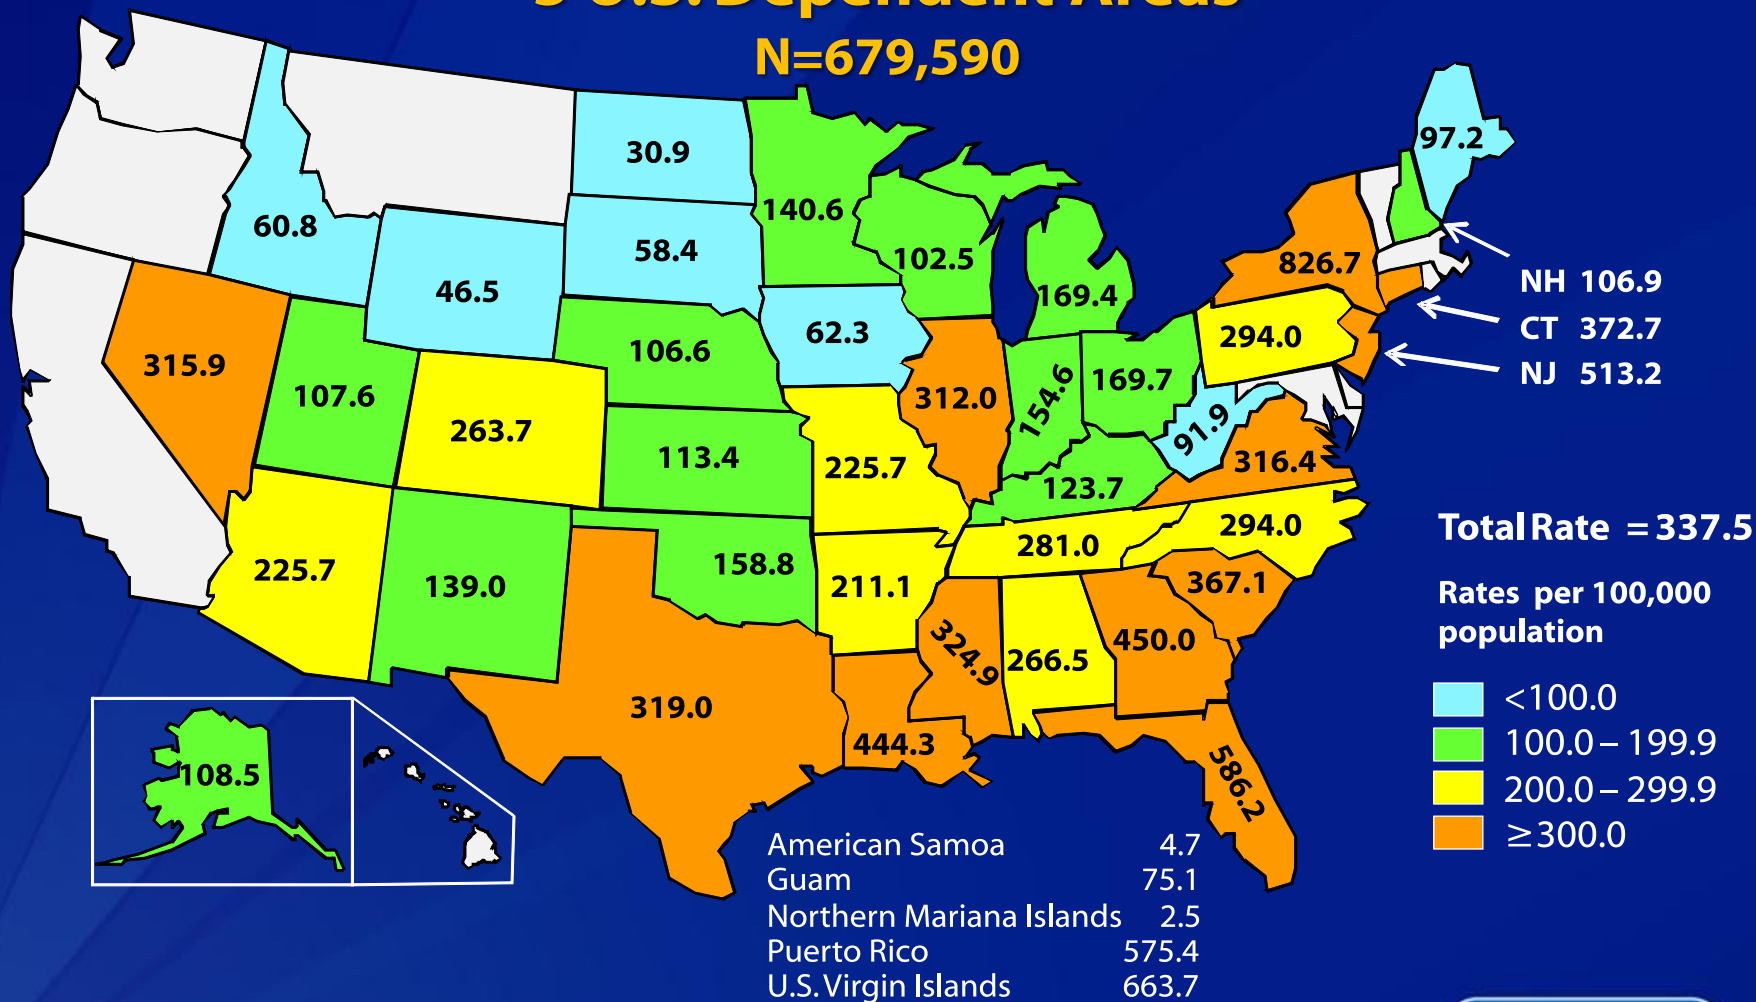 5 U.S. Dependent Areas
N=679,590
97.2
30.9
140.6
60.8
58.4
102.5
826.7
46.5
169.4
NH 106.9
CT 372.7
NJ 513.2
315.9
106.6
62.3
294.0
107.6
312.0
154.6
169.7
263.7
91.9
113.4
225.7
316.4
123.7
294.0
281.0
Total Rate = 337.5
225.7
139.0
158.8
211.1
367.1
Rates per 100,000
population
324.9
266.5
450.0
319.0
444.3
586.2
108.5
<100.0
100.0 – 199.9
200.0 – 299.9
≥300.0
American Samoa 4.7
Guam 75.1
Northern Mariana Islands 2.5
Puerto Rico 575.4
U.S. Virgin Islands 663.7